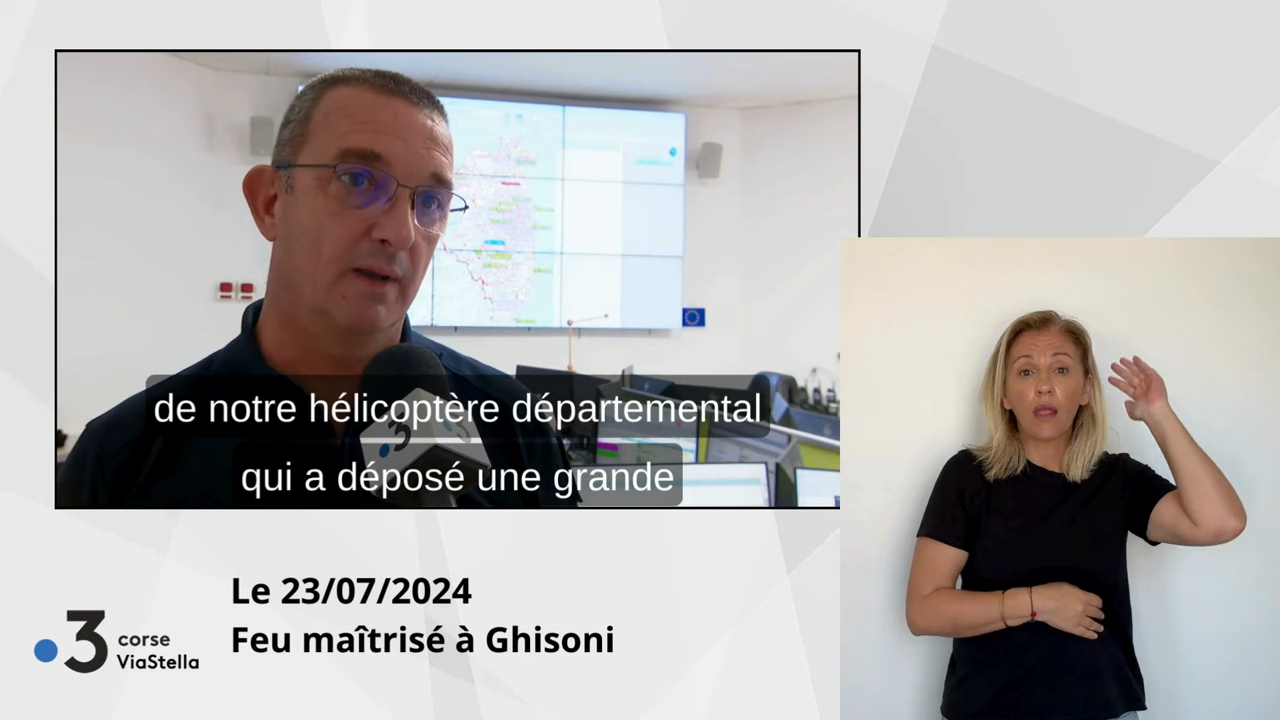 de notre hélicoptère départemental
qui a déposé une grande
Le 23/07/2024
Feu maîtrisé à Ghisoni
3 corse
ViaStella